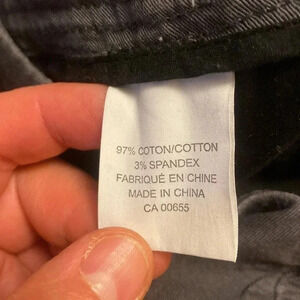 97% COTON/COTTON
3% SPANDEX
FABRIQUÉ EN CHINE
MADE IN CHINA
CA 00655